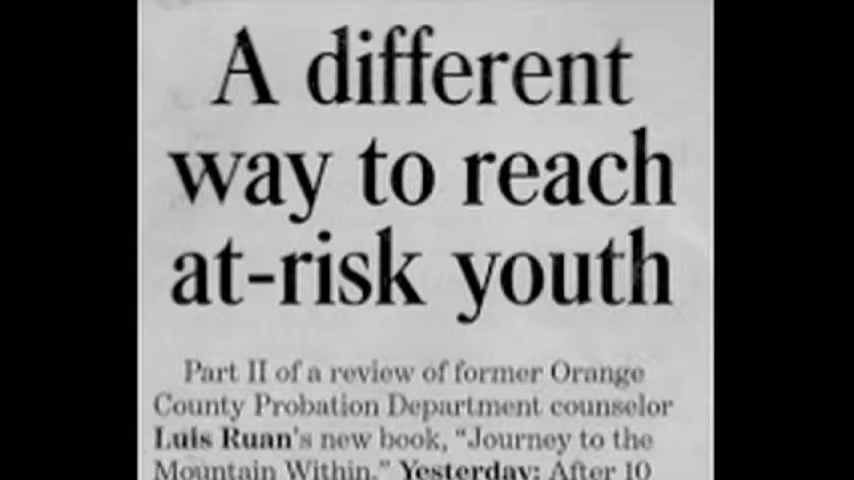 A different
way to reach
at-risk youth
Part II of a review of former Orange
County Probation Department counselor
Luis Ruan's new book, “Journey to the
Mountain Within.” Yesterday: After 10